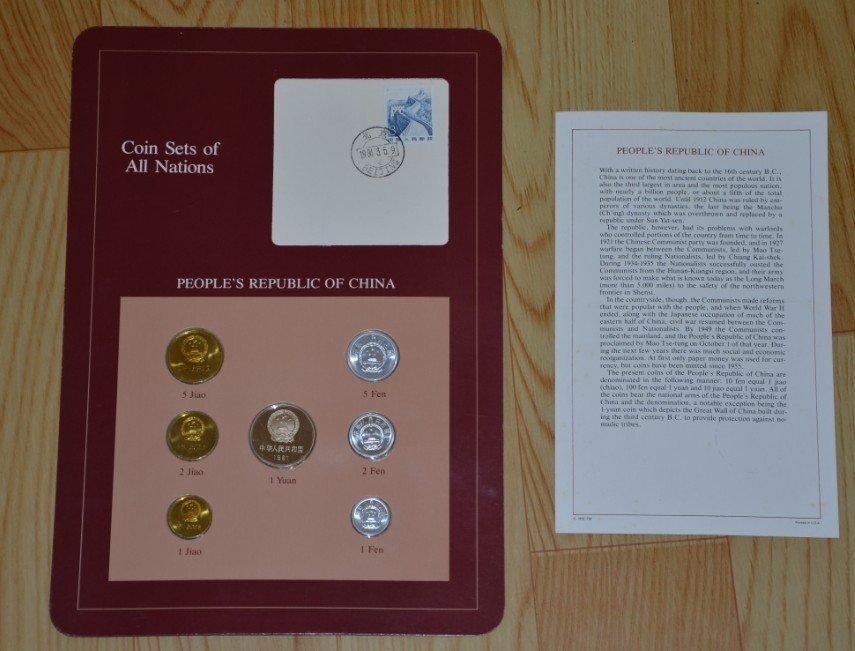 Coin Sets of
All Nations
中国人民邮政
BEIJING
PEOPLE'S REPUBLIC OF CHINA
5 Jiao
5 Fen
2 Jiao
中华人民共和国
1981
2 Fen
1 Yuan
1 Jiao
1 Fen
PEOPLE'S REPUBLIC OF CHINA
With a written history dating back to the 16th century B.C.,
China is one of the most ancient countries of the world. It is
also the third largest in area and the most populous nation,
with nearly a billion people, or about a fifth of the total
population of the world. Until 1912 China was ruled by em-
perors of various dynasties, the last being the Manchu
(Ch'ing) dynasty which was overthrown and replaced by a
republic under Sun Yat-sen.
The republic, however, had its problems with warlords
who controlled portions of the country from time to time. In
1921 the Chinese Communist party was founded, and in 1927
warfare began between the Communists, led by Mao Tse-
tung, and the ruling Nationalists, led by Chiang Kai-shek.
During 1934-1935 the Nationalists successfully ousted the
Communists from the Hunan-Kiangsi region, and their army
was forced to make what is known today as the Long March
(more than 5,000 miles) to the safety of the northwestern
frontier in Shensi.
In the countryside, though, the Communists made reforms
that were popular with the people, and when World War II
ended, along with the Japanese occupation of much of the
eastern half of China, civil war resumed between the Com-
munists and Nationalists. By 1949 the Communists con-
trolled the mainland, and the People's Republic of China was
proclaimed by Mao Tse-tung on October 1 of that year. Dur-
ing the next few years there was much social and economic
reorganization. At first only paper money was used for cur-
rency, but coins have been minted since 1955.
The present coins of the People's Republic of China are
denominated in the following manner: 10 fen equal 1 jiao
(chiao), 100 fen equal 1 yuan and 10 jiao equal 1 yuan. All of
the coins bear the national arms of the People's Republic of
China and the denomination, a notable exception being the
1-yuan coin which depicts the Great Wall of China built dur-
ing the third century B.C. to provide protection against no-
madic tribes.
Printed in U.S.A.